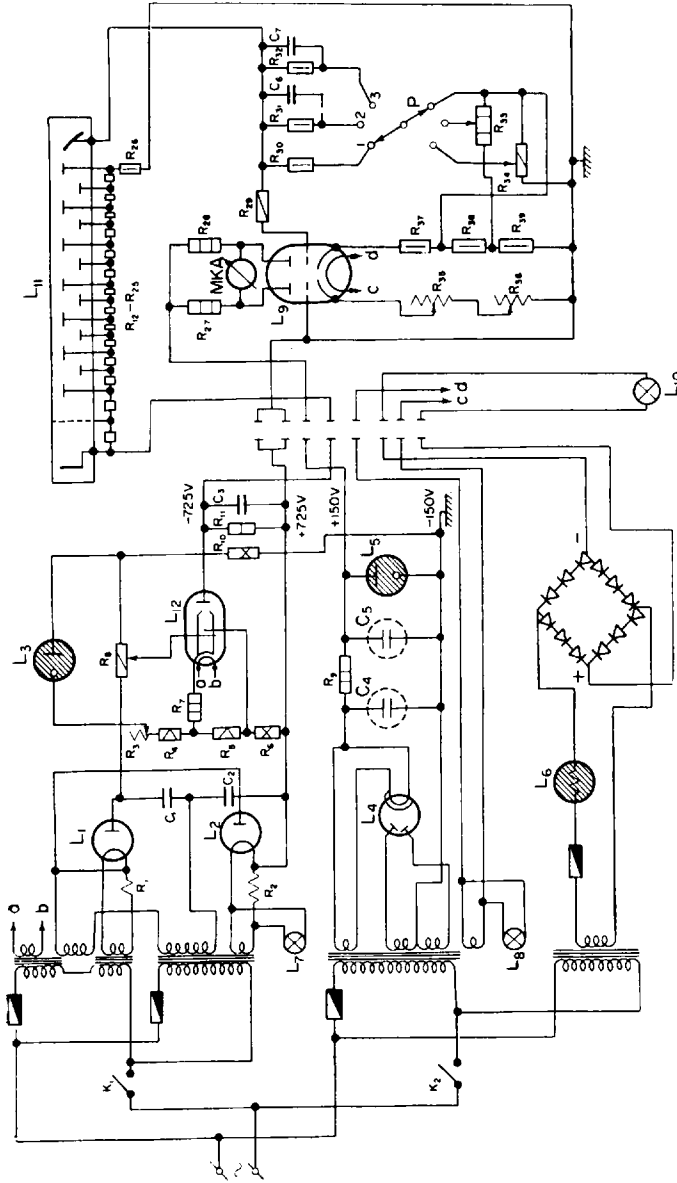 L11
R26
R12-R25
C7
R32
C6
R31
R30
R29
1
2
3
P
R33
R34
R28
R27
MKA
L9
c
d
R37
R38
R39
R35
R36
-725V
C3
R11
R10
+725V
+150V
-150V
L3
R8
L12
a
b
R7
R3
R4
R5
R6
L5
C5
C4
R9
c d
L10
L1
C1
C2
L2
R1
R2
L4
L6
+
-
a
b
L7
L8
K1
K2
~